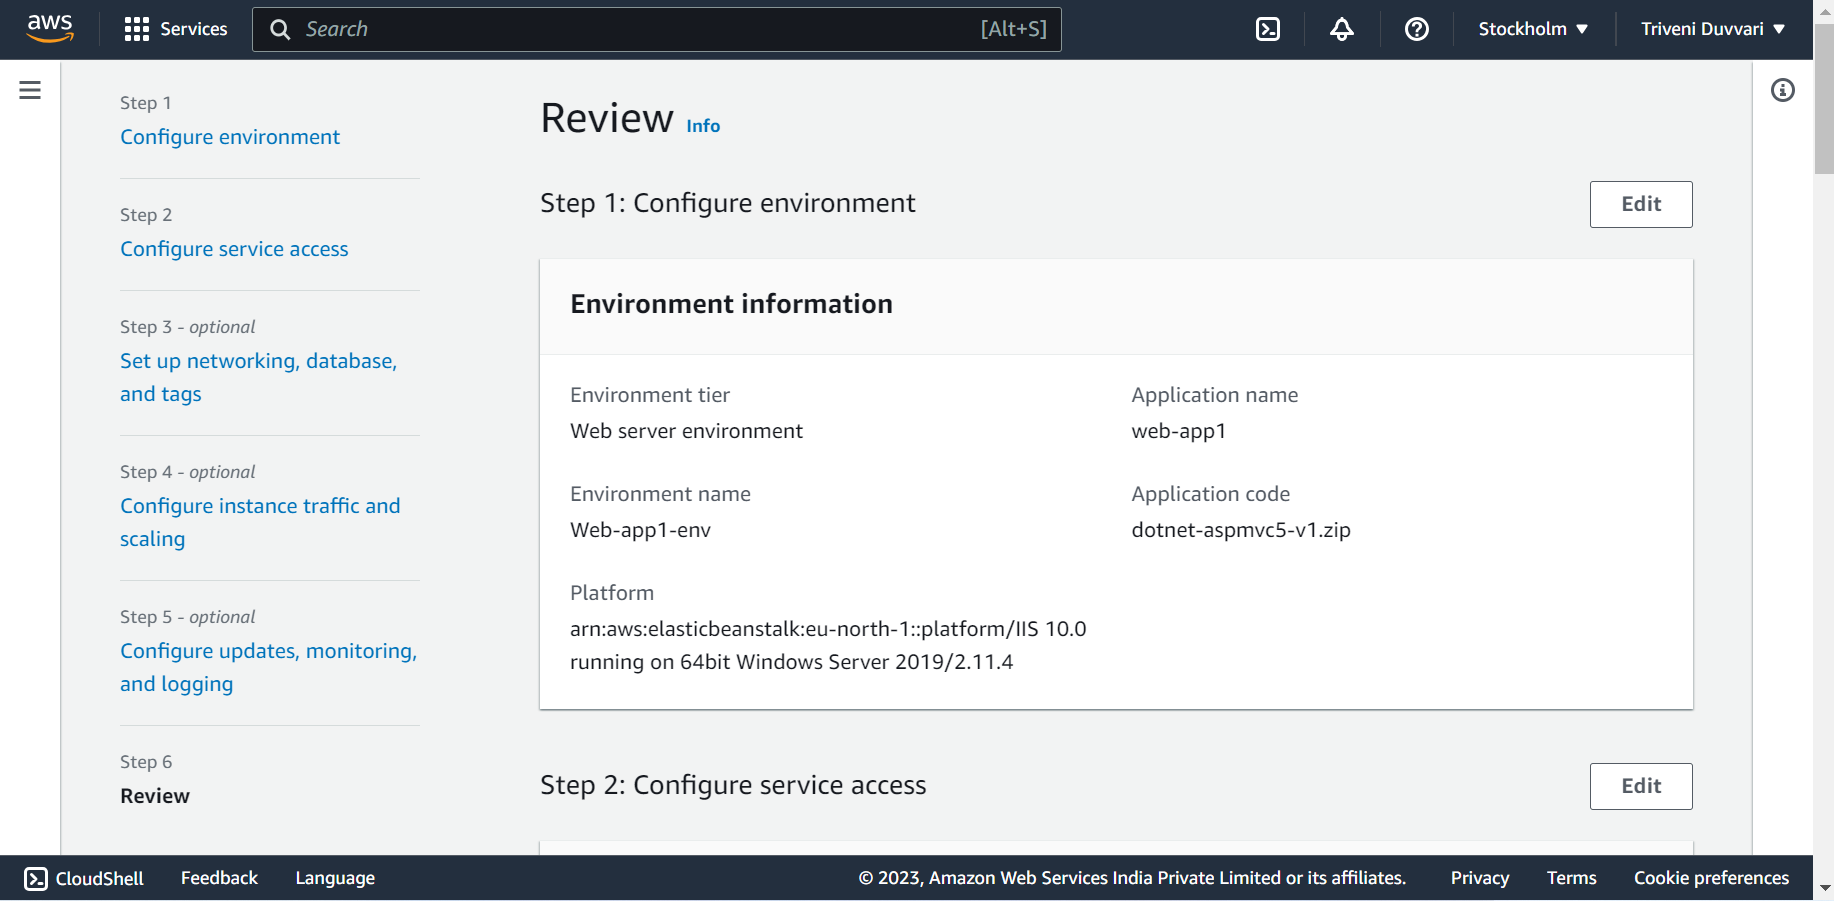 aws
Services
Search
[Alt+S]
Stockholm
Triveni Duvvari
Step 1
Configure environment
Step 2
Configure service access
Step 3 - optional
Set up networking, database,
and tags
Step 4 - optional
Configure instance traffic and
scaling
Step 5 - optional
Configure updates, monitoring,
and logging
Step 6
Review
Review Info
Step 1: Configure environment
Edit
Environment information
Environment tier
Web server environment
Application name
web-app1
Environment name
Web-app1-env
Application code
dotnet-aspmvc5-v1.zip
Platform
arn:aws:elasticbeanstalk:eu-north-1::platform/IIS 10.0
running on 64bit Windows Server 2019/2.11.4
Step 2: Configure service access
Edit
CloudShell
Feedback
Language
© 2023, Amazon Web Services India Private Limited or its affiliates.
Privacy
Terms
Cookie preferences